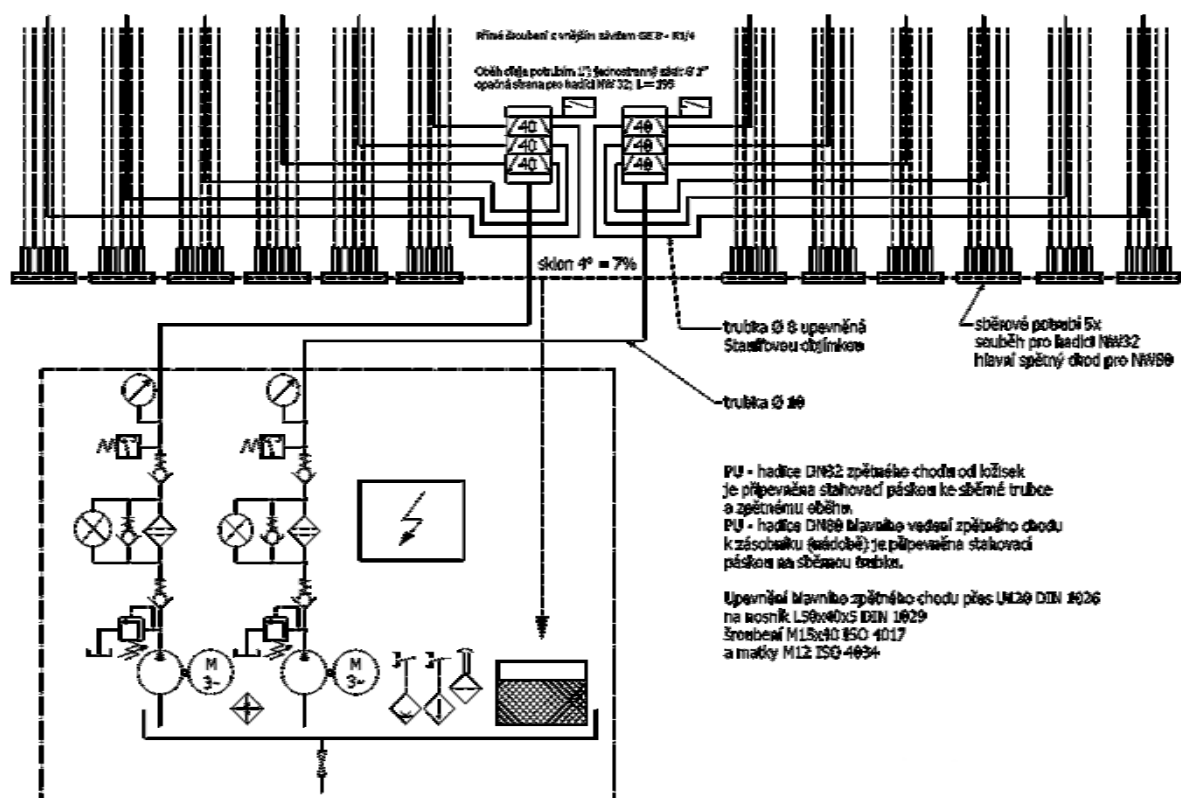 Přímé šroubení s vnějším závitem GE 8 - R1/4
Oběh oleje potrubím 1"; jednostranný závit Ø 1"
opačná strana pro hadici NW 32; L = 195
40
40
40
40
40
40
sklon 4° = 7%
trubka Ø 8 upevněná
Stauffovou objímkou
sběrové potrubí 5x
souběh pro hadici NW32
hlavní spětný chod pro NW80
trubka Ø 10
PU - hadice DN32 zpětného chodu od ložisek
je připevněna stahovací páskou ke sběrné trubce
a zpětnému oběhu.
PU - hadice DN80 hlavního vedení zpětného chodu
k zásobníku (nádobě) je připevněna stahovací
páskou na sběrnou trubku.
Upevnění hlavního zpětného chodu přes DIN 1026
na nosník L50x40x5 DIN 1029
šroubení M15x40 ISO 4017
a matky M12 ISO 4034
M
3~
M
3~